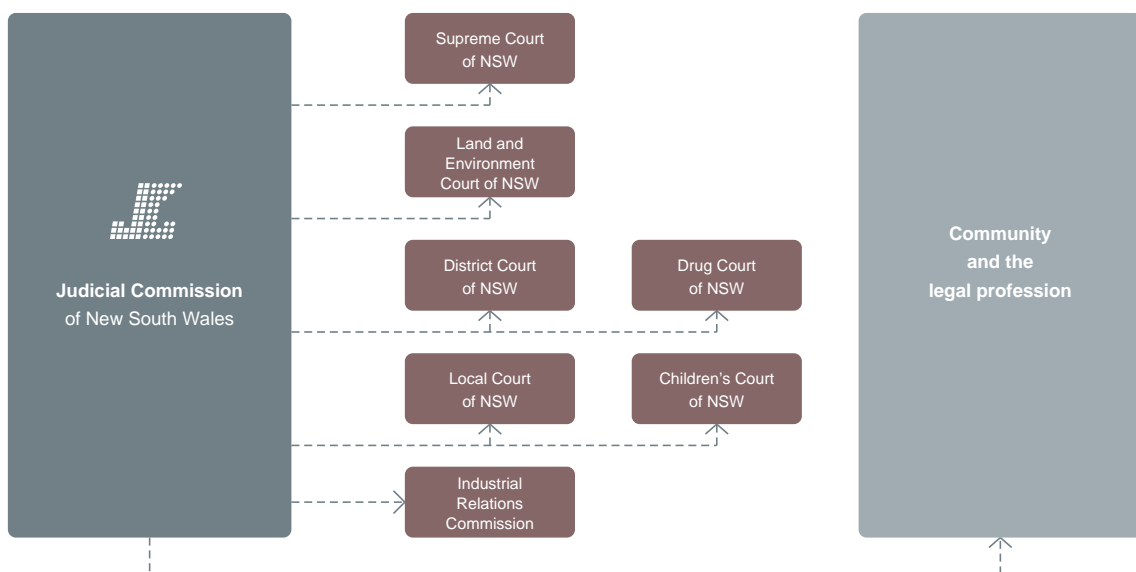 Supreme Court
of NSW
Land and
Environment
Court of NSW
JC
Judicial Commission
of New South Wales
District Court
of NSW
Drug Court
of NSW
Local Court
of NSW
Children's Court
of NSW
Industrial
Relations
Commission
Community
and the
legal profession